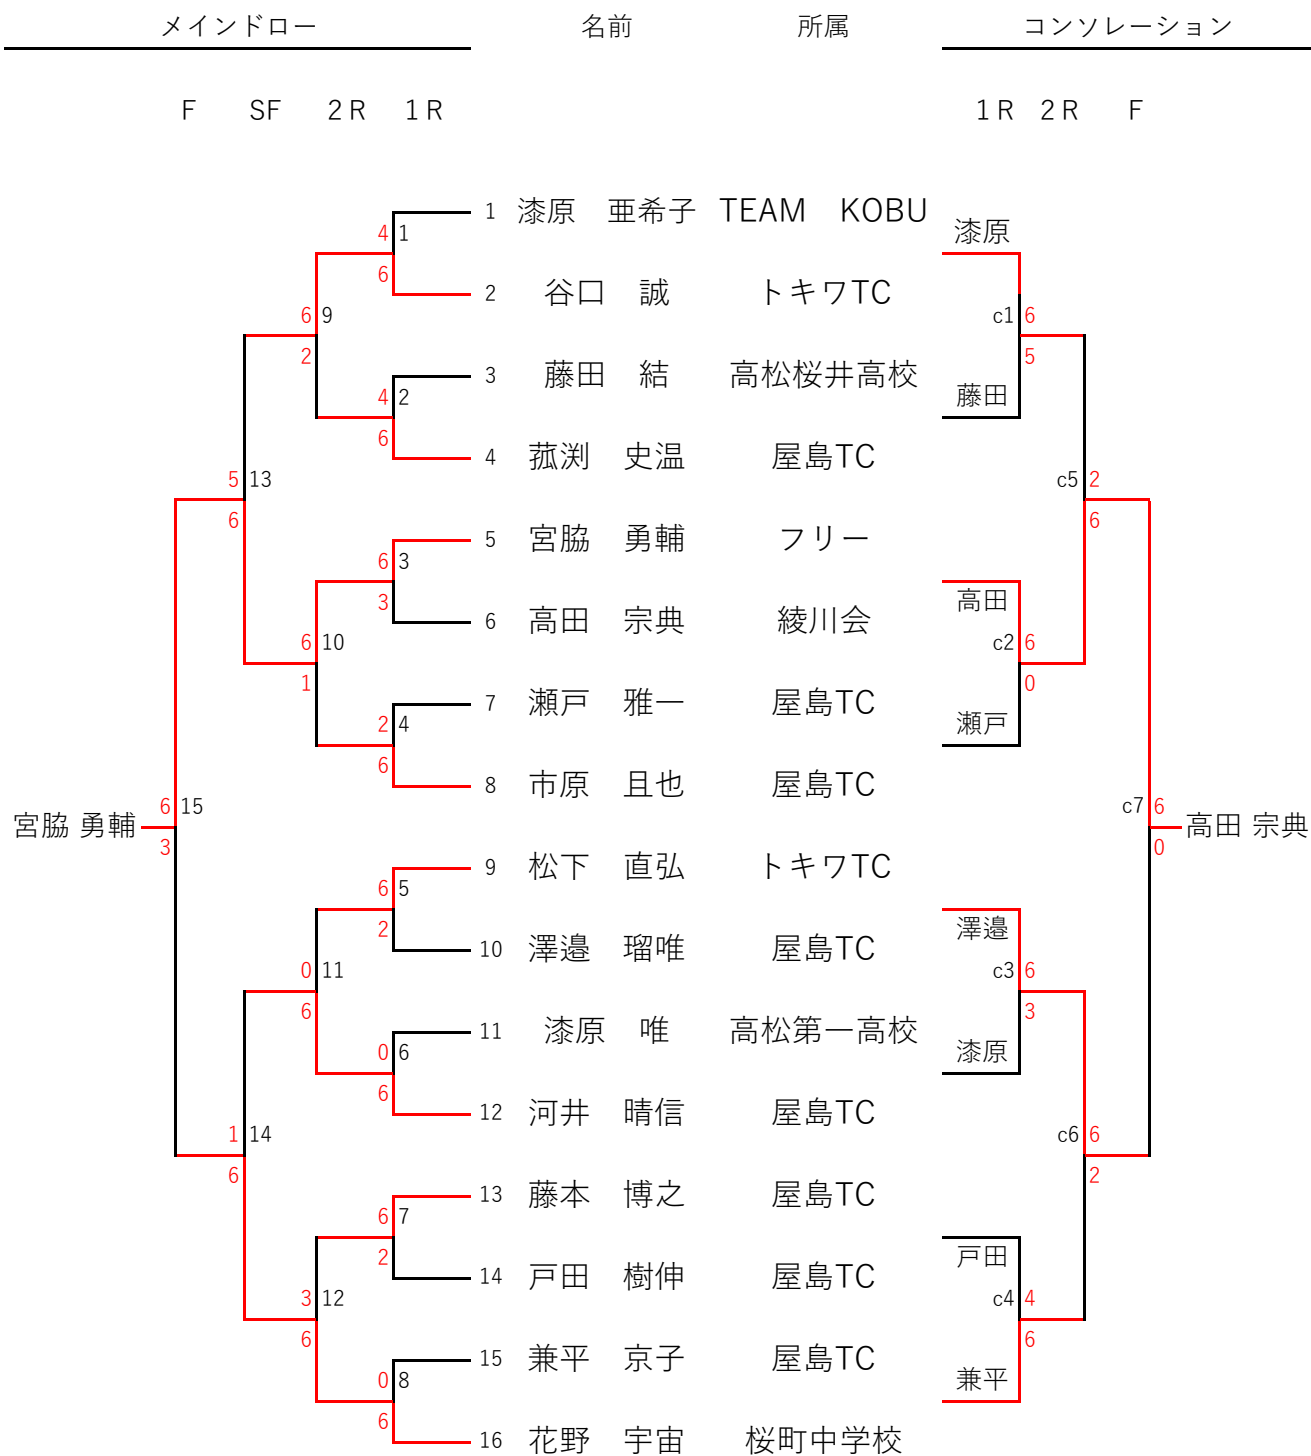 メインドロー 名前 所属 コンソレーション
F SF 2R 1R 1R 2R F
1 漆原 亜希子 TEAM KOBU
漆原
4 1
6
2 谷口 誠 トキワTC
6 9
c1 6
2
5
3 藤田 結 高松桜井高校
4 2
藤田
6
4 菰渕 史温 屋島TC
5 13
c5 2
6
6
5 宮脇 勇輔 フリー
6 3
3
高田
6 高田 宗典 綾川会
6 10
c2 6
1
0
7 瀬戸 雅一 屋島TC
2 4
瀬戸
6
8 市原 且也 屋島TC
6 15
c7 6
宮脇 勇輔
高田 宗典
3
0
9 松下 直弘 トキワTC
6 5
2
澤邉
10 澤邉 瑠唯 屋島TC
0 11
c3 6
6
3
11 漆原 唯 高松第一高校
0 6
漆原
6
12 河井 晴信 屋島TC
1 14
c6 6
6
2
13 藤本 博之 屋島TC
6 7
2
戸田
14 戸田 樹伸 屋島TC
3 12
c4 4
6
6
15 兼平 京子 屋島TC
0 8
兼平
6
16 花野 宇宙 桜町中学校